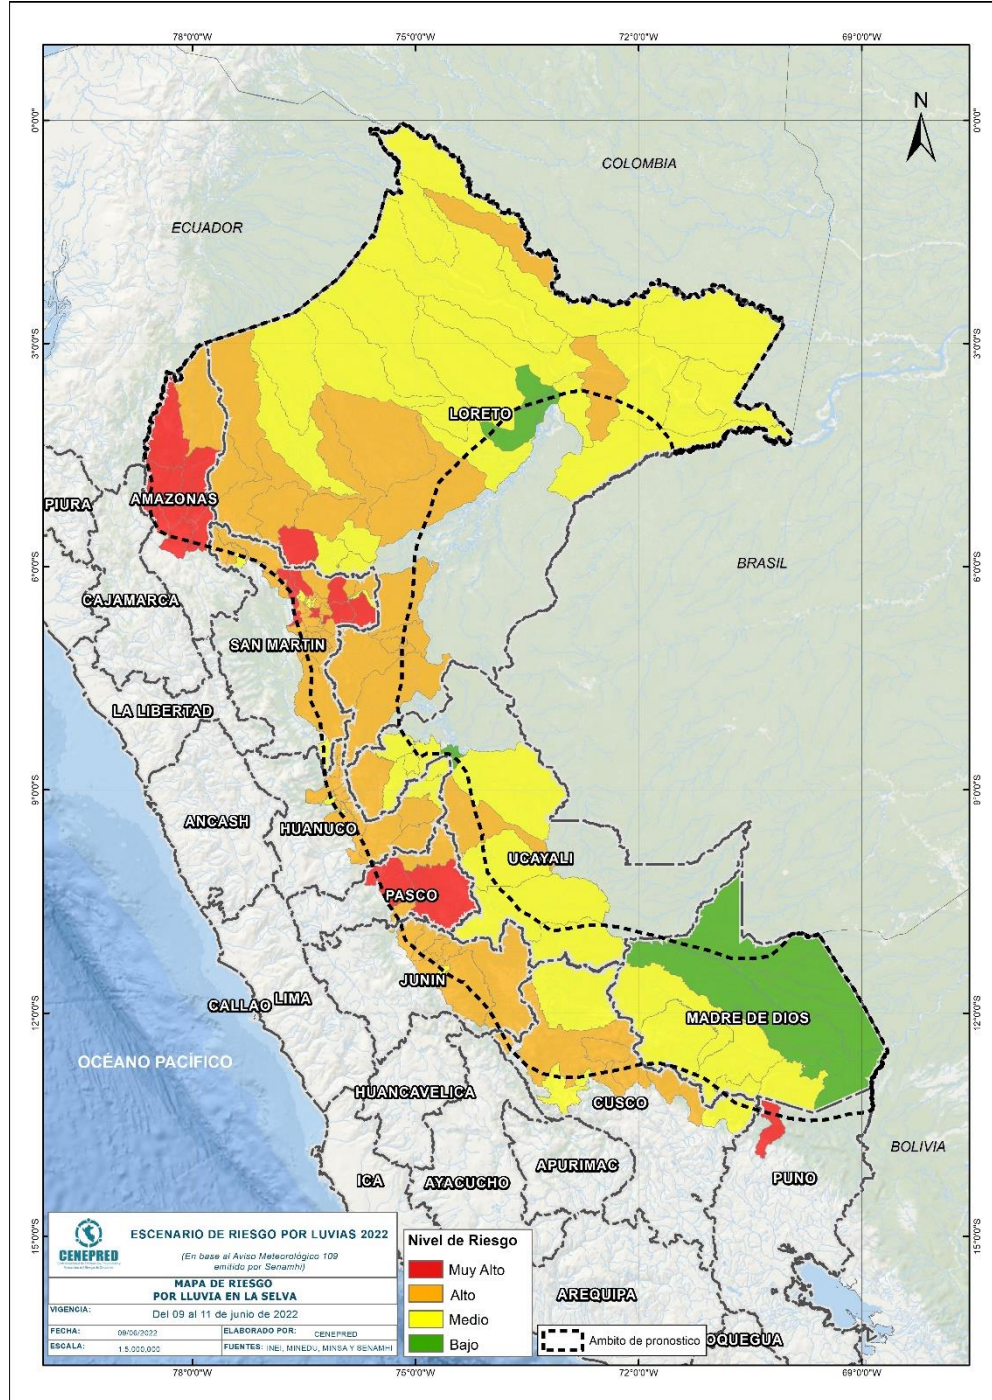 78°0'0"W 75°0'0"W 72°0'0"W 69°0'0"W
N
0°0'0"
COLOMBIA
ECUADOR
3°0'0"S 3°0'0"S
LORETO
PIURA
AMAZONAS
BRASIL
6°0'0"S 6°0'0"S
CAJAMARCA
SAN MARTIN
LA LIBERTAD
9°0'0"S 9°0'0"S
ANCASH
HUANUCO
UCAYALI
PASCO
JUNIN
CALLAO
LIMA
MADRE DE DIOS
12°0'0"S 12°0'0"S
OCÉANO PACÍFICO
HUANCAVELICA
CUSCO
BOLIVIA
ICA
AYACUCHO
APURIMAC
PUNO
15°0'0"S 15°0'0"S
AREQUIPA
OQUEGUA
CENEPRED
ESCENARIO DE RIESGO POR LUVIAS 2022
(En base al Aviso Meteorológico 109
emitido por Senamhi)
MAPA DE RIESGO
POR LLUVIA EN LA SELVA
VIGENCIA:
Del 09 al 11 de junio de 2022
FECHA: 09/06/2022 ELABORADO POR: CENEPRED
ESCALA: 1:5.000,000 FUENTES: INEI, MINEDU, MINSA Y SENAMHI
Nivel de Riesgo
Muy Alto
Alto
Medio
Bajo
Ambito de pronostico
78°0'0"W 75°0'0"W 72°0'0"W 69°0'0"W